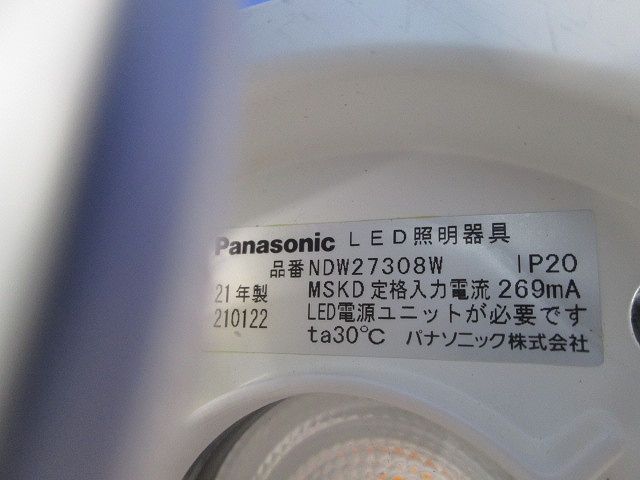 Panasonic LED照明器具
品番NDW27308W IP20
21年製 MSKD 定格入力電流 269mA
210122 LED電源ユニットが必要です
ta30℃ パナソニック株式会社